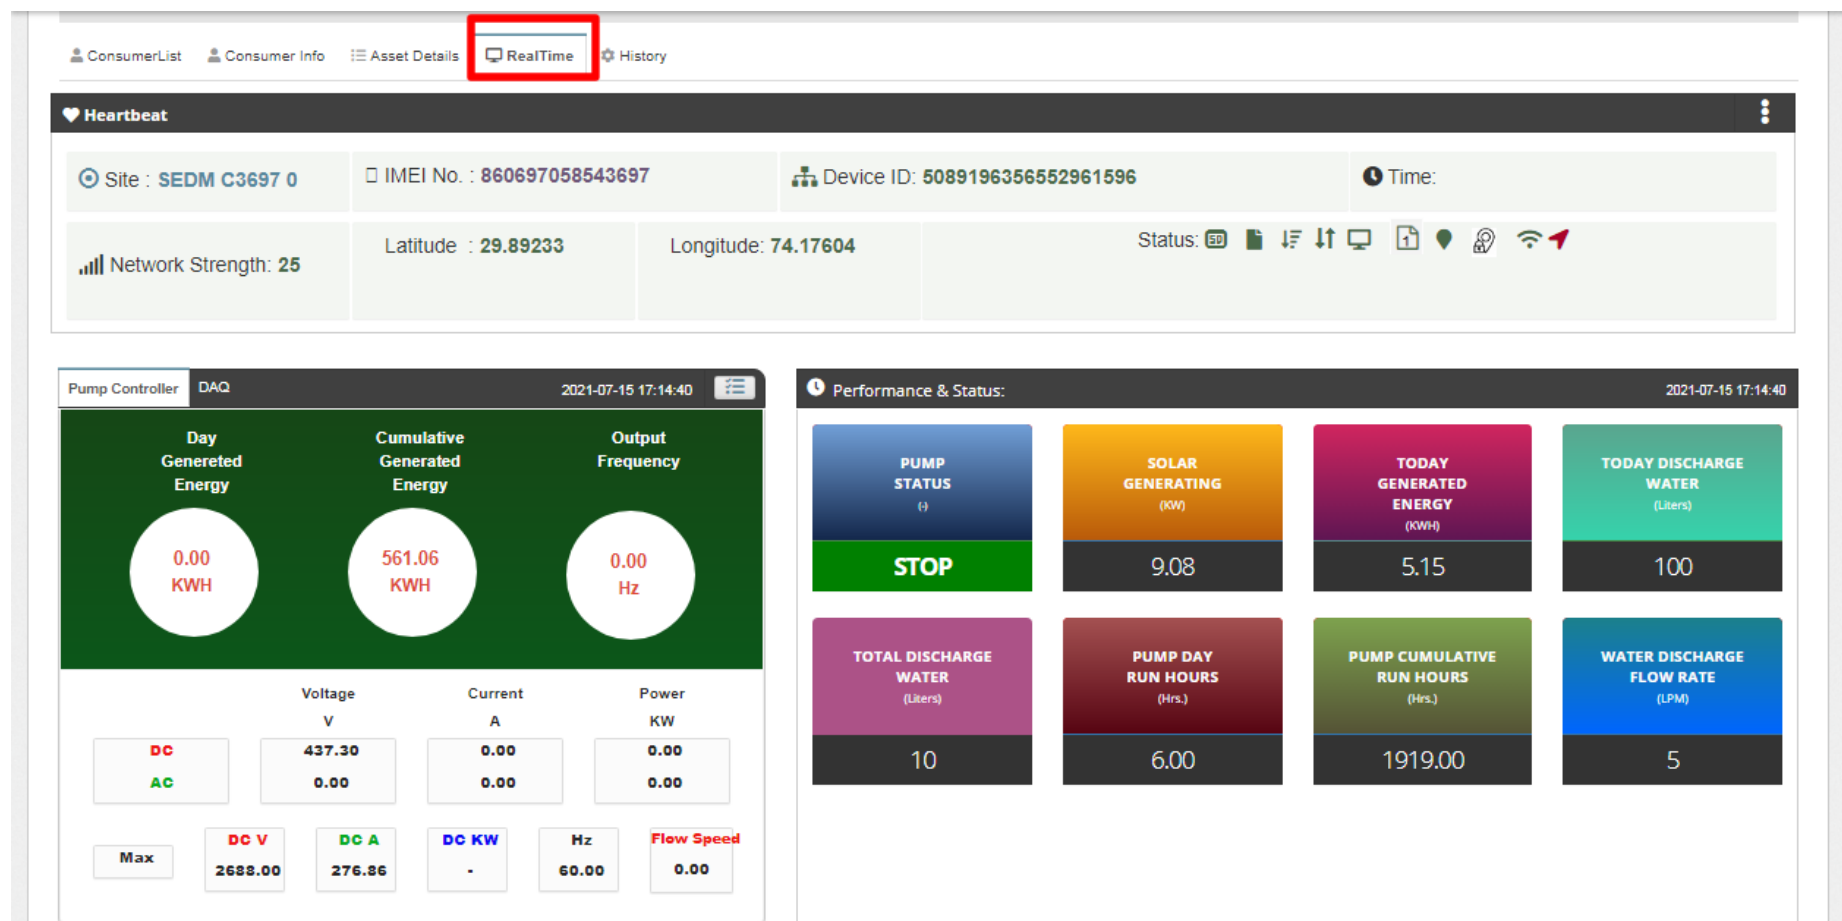 ConsumerList Consumer Info Asset Details RealTime History
Heartbeat
Site : SEDM C3697 0 IMEI No. : 860697058543697 Device ID: 5089196356552961596 Time:
Network Strength: 25 Latitude : 29.89233 Longitude: 74.17604 Status: SD 1
Pump Controller DAQ 2021-07-15 17:14:40
Day
Genereted
Energy
Cumulative
Generated
Energy
Output
Frequency
0.00
KWH
561.06
KWH
0.00
Hz
Voltage Current Power
V A KW
DC 437.30 0.00 0.00
AC 0.00 0.00 0.00
Max
DC V DC A DC KW Hz Flow Speed
2688.00 276.86 - 60.00 0.00
Performance & Status: 2021-07-15 17:14:40
PUMP
STATUS
(-)
STOP
SOLAR
GENERATING
(KW)
9.08
TODAY
GENERATED
ENERGY
(KWH)
5.15
TODAY DISCHARGE
WATER
(Liters)
100
TOTAL DISCHARGE
WATER
(Liters)
10
PUMP DAY
RUN HOURS
(Hrs.)
6.00
PUMP CUMULATIVE
RUN HOURS
(Hrs.)
1919.00
WATER DISCHARGE
FLOW RATE
(LPM)
5